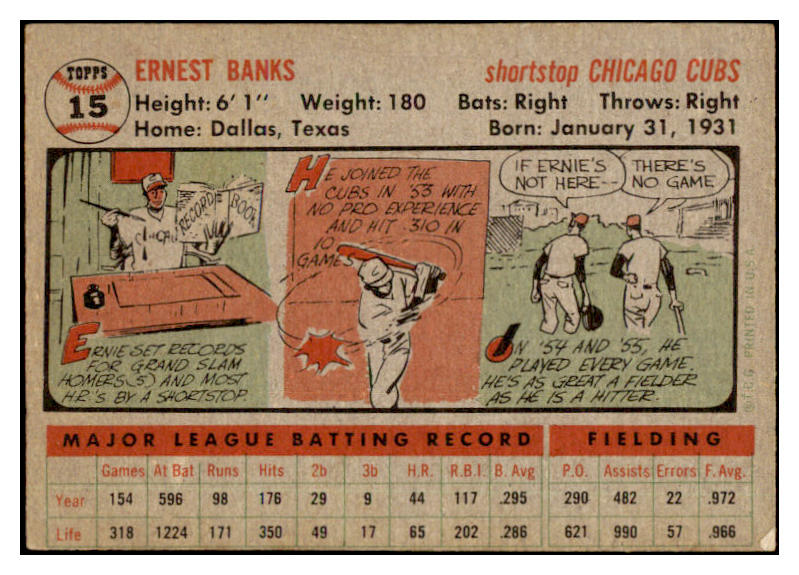 TOPPS
15
ERNEST BANKS
shortstop CHICAGO CUBS
Height: 6' 1" Weight: 180 Bats: Right Throws: Right
Home: Dallas, Texas Born: January 31, 1931
RECORD BOOK
ERNIE SET RECORDS
FOR GRAND SLAM
HOMERS (5) AND MOST
H.R.'S BY A SHORTSTOP.
HE JOINED THE
CUBS IN '53 WITH
NO PRO EXPERIENCE
AND HIT .310 IN
10
GAMES
IF ERNIE'S
NOT HERE--
THERE'S
NO GAME
ON '54 AND '55, HE
PLAYED EVERY GAME.
HE'S AS GREAT A FIELDER
AS HE IS A HITTER.
© T.C.G. PRINTED IN U.S.A.
MAJOR LEAGUE BATTING RECORD FIELDING
Games At Bat Runs Hits 2b 3b H.R. R.B.I. B. Avg P.O. Assists Errors F. Avg.
Year 154 596 98 176 29 9 44 117 .295 290 482 22 .972
Life 318 1224 171 350 49 17 65 202 .286 621 990 57 .966